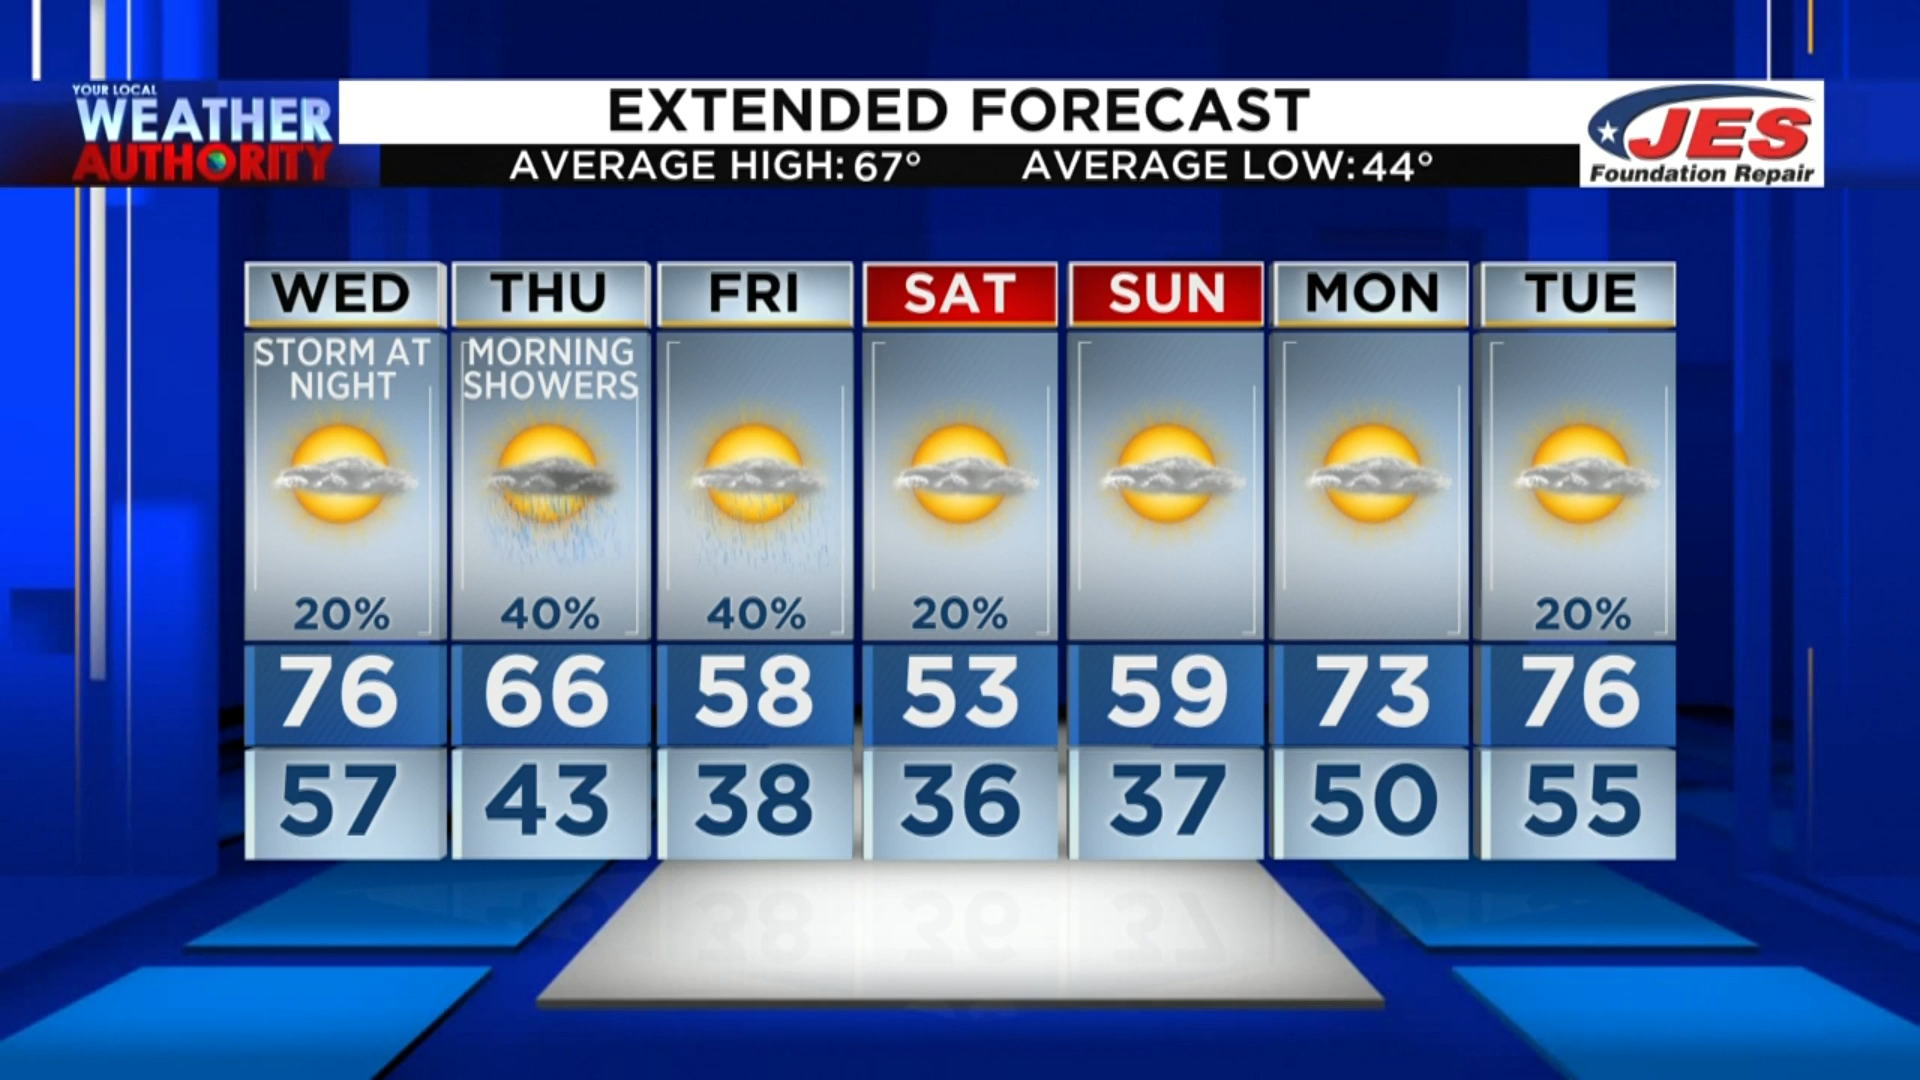 YOUR LOCAL
WEATHER
AUTHORITY
EXTENDED FORECAST
AVERAGE HIGH: 67° AVERAGE LOW: 44°
JES
Foundation Repair
WED THU FRI SAT SUN MON TUE
STORM AT NIGHT
MORNING SHOWERS
20% 40% 40% 20% 20%
76 66 58 53 59 73 76
57 43 38 36 37 50 55